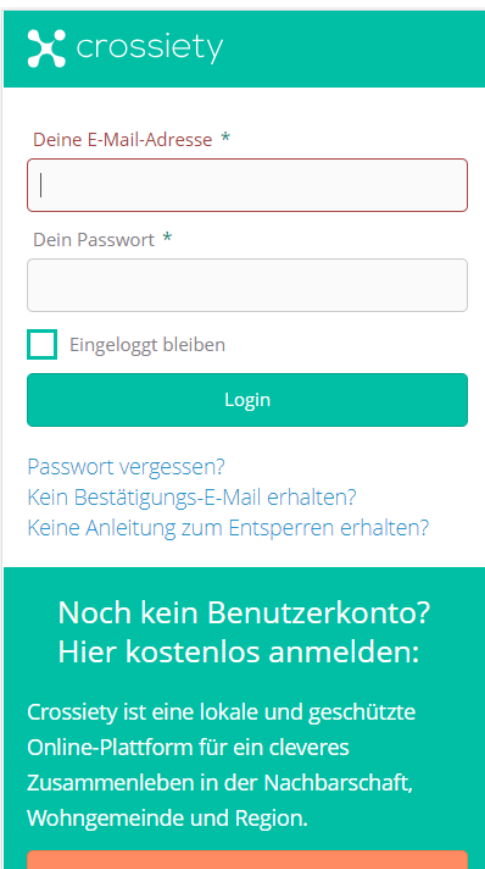 crossiety
Deine E-Mail-Adresse *
Dein Passwort *
Eingeloggt bleiben
Login
Passwort vergessen?
Kein Bestätigungs-E-Mail erhalten?
Keine Anleitung zum Entsperren erhalten?
Noch kein Benutzerkonto?
Hier kostenlos anmelden:
Crossiety ist eine lokale und geschützte
Online-Plattform für ein cleveres
Zusammenleben in der Nachbarschaft,
Wohngemeinde und Region.